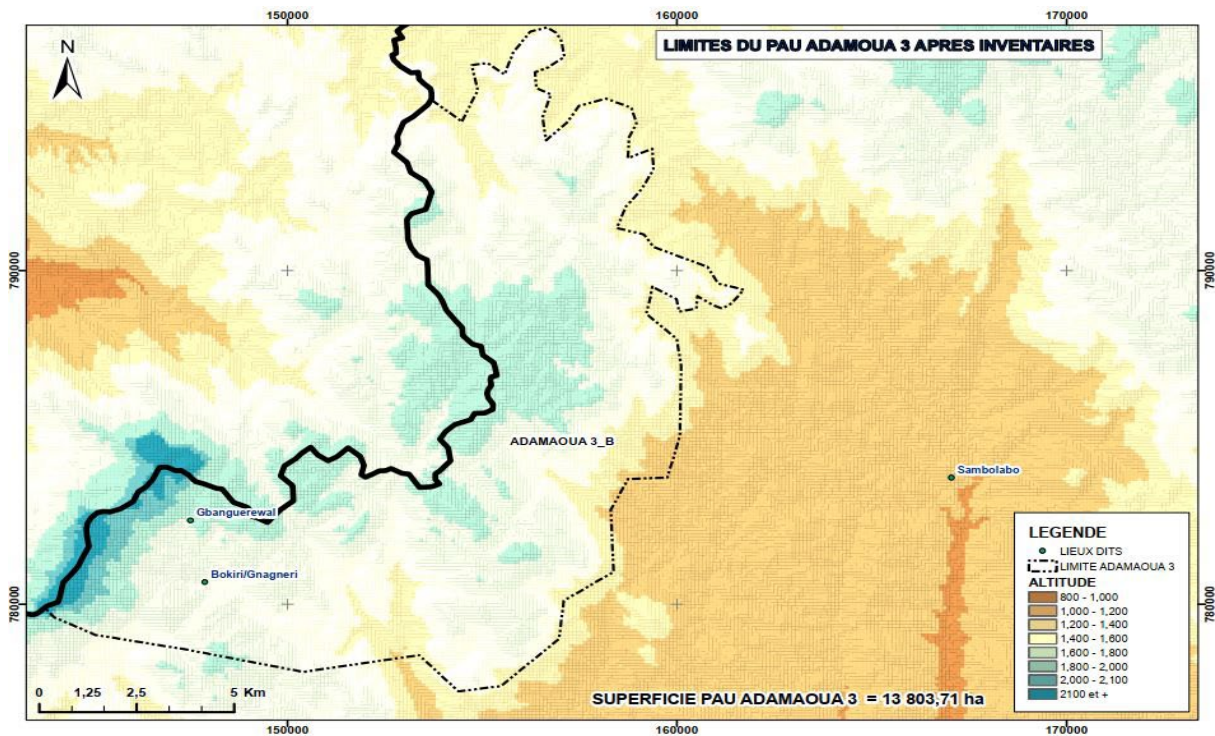 150000
160000
170000
N
LIMITES DU PAU ADAMOUA 3 APRES INVENTAIRES
790000
790000
ADAMAOUA 3_B
Sambolabo
Gbanguerewal
Bokiri/Gnagneri
780000
780000
LEGENDE
LIEUX DITS
LIMITE ADAMAOUA 3
ALTITUDE
800 - 1,000
1,000 - 1,200
1,200 - 1,400
1,400 - 1,600
1,600 - 1,800
1,800 - 2,000
2,000 - 2,100
2100 et +
0 1,25 2,5 5 Km
SUPERFICIE PAU ADAMAOUA 3 = 13 803,71 ha
150000
160000
170000